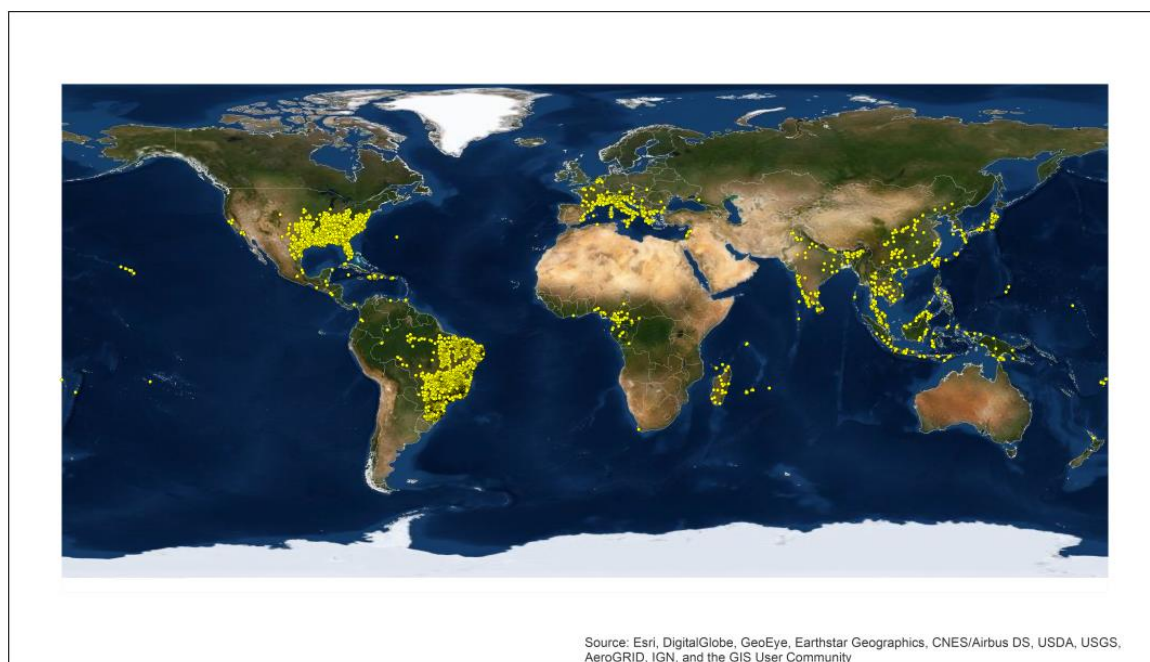 Source: Esri, DigitalGlobe, GeoEye, Earthstar Geographics, CNES/Airbus DS, USDA, USGS,
AeroGRID, IGN, and the GIS User Community